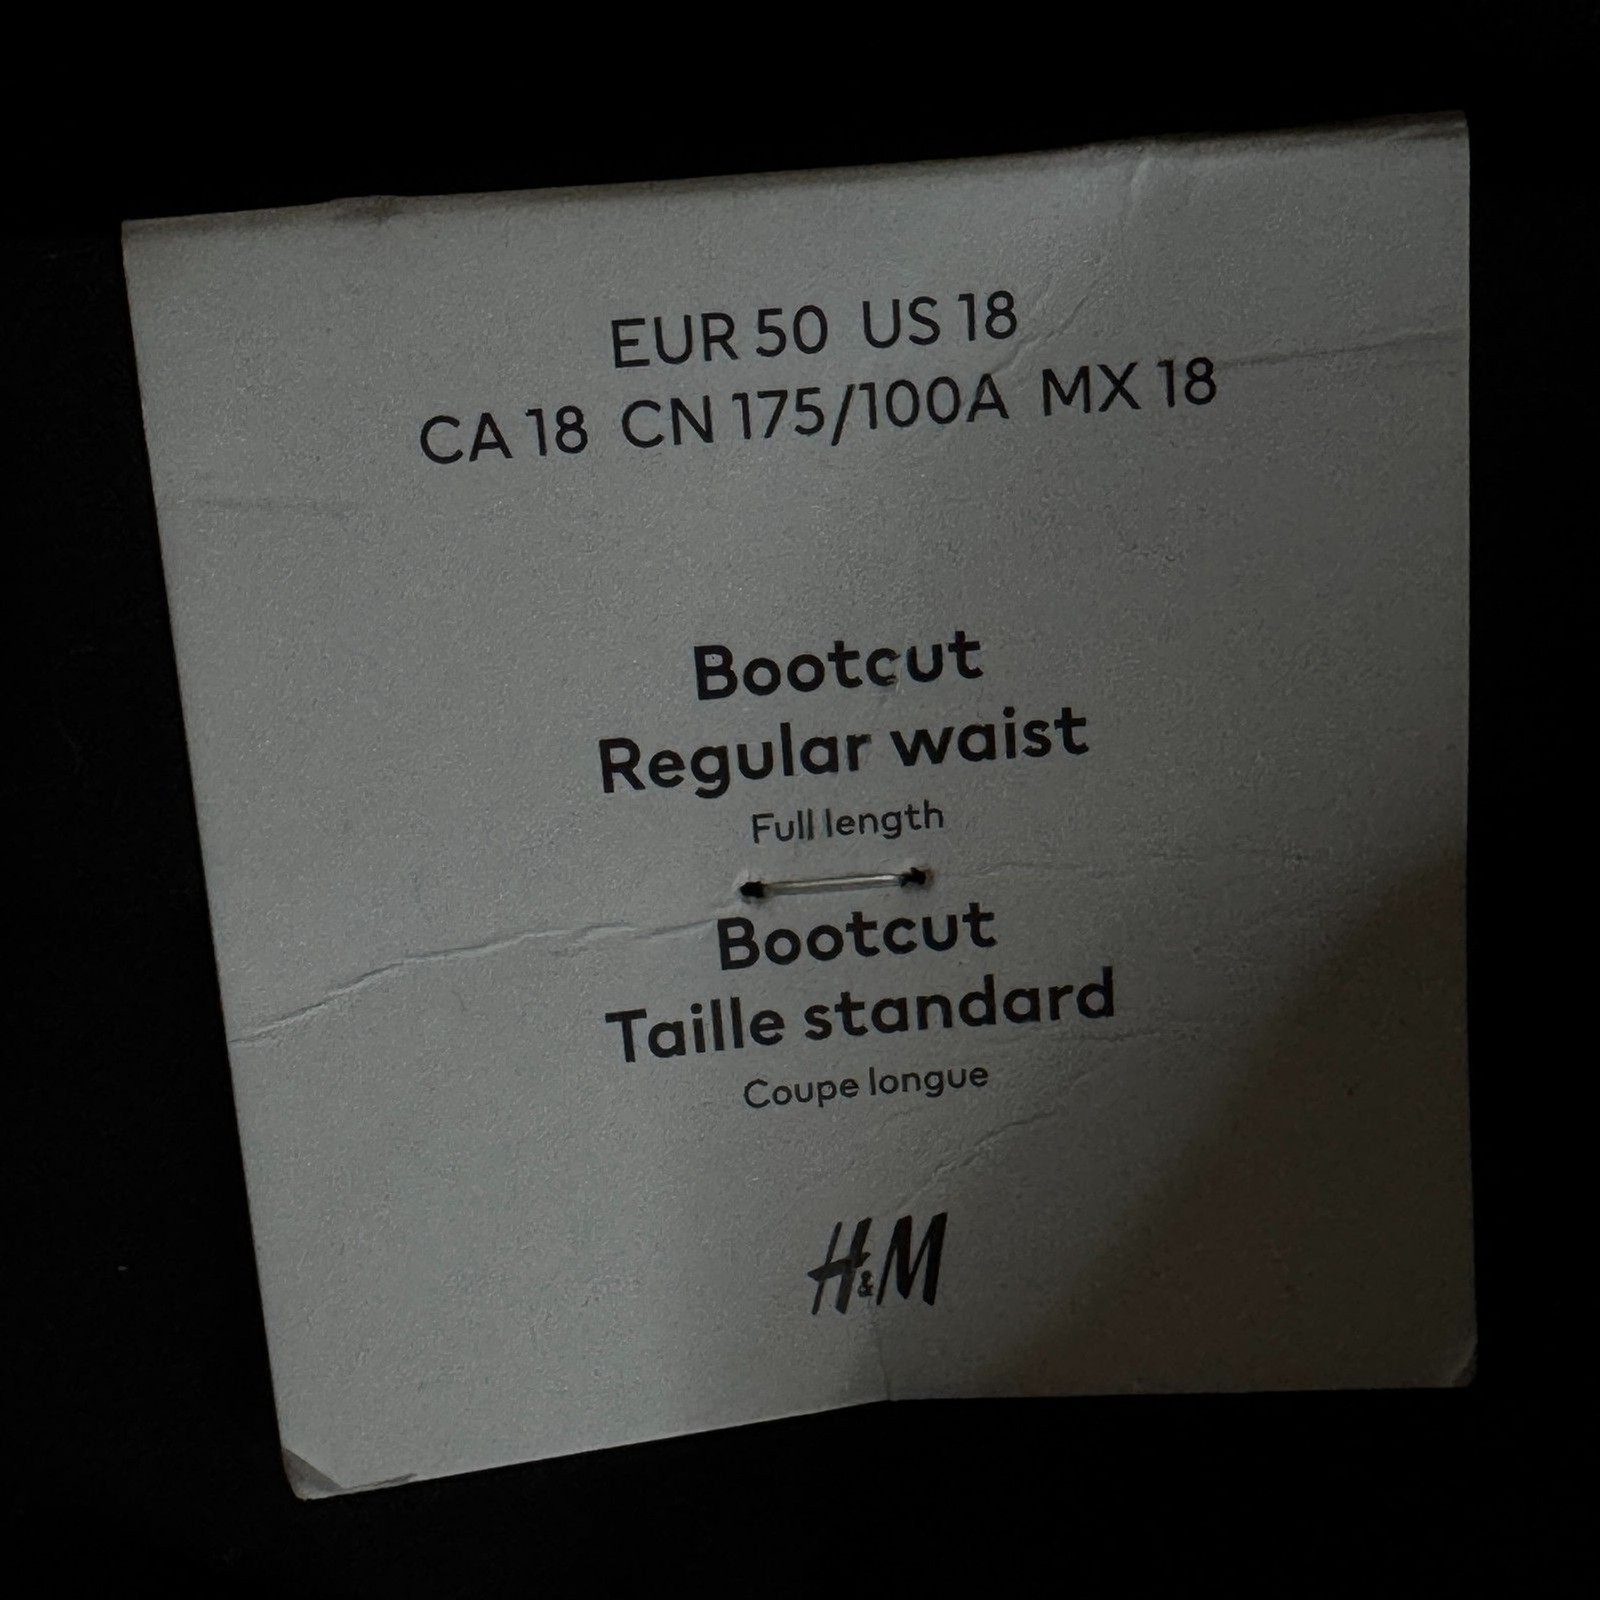 EUR 50 US 18
CA 18 CN 175/100A MX 18
Bootcut
Regular waist
Full length
Bootcut
Taille standard
Coupe longue
H&M